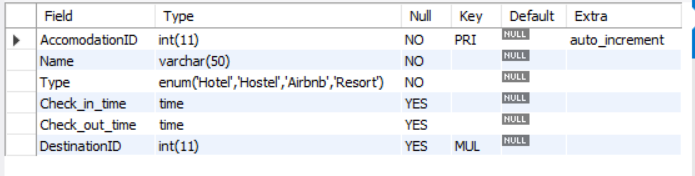 Field Type Null Key Default Extra
AccomodationID int(11) NO PRI NULL auto_increment
Name varchar(50) NO NULL
Type enum('Hotel','Hostel','Airbnb','Resort') NO NULL
Check_in_time time YES NULL
Check_out_time time YES NULL
DestinationID int(11) YES MUL NULL